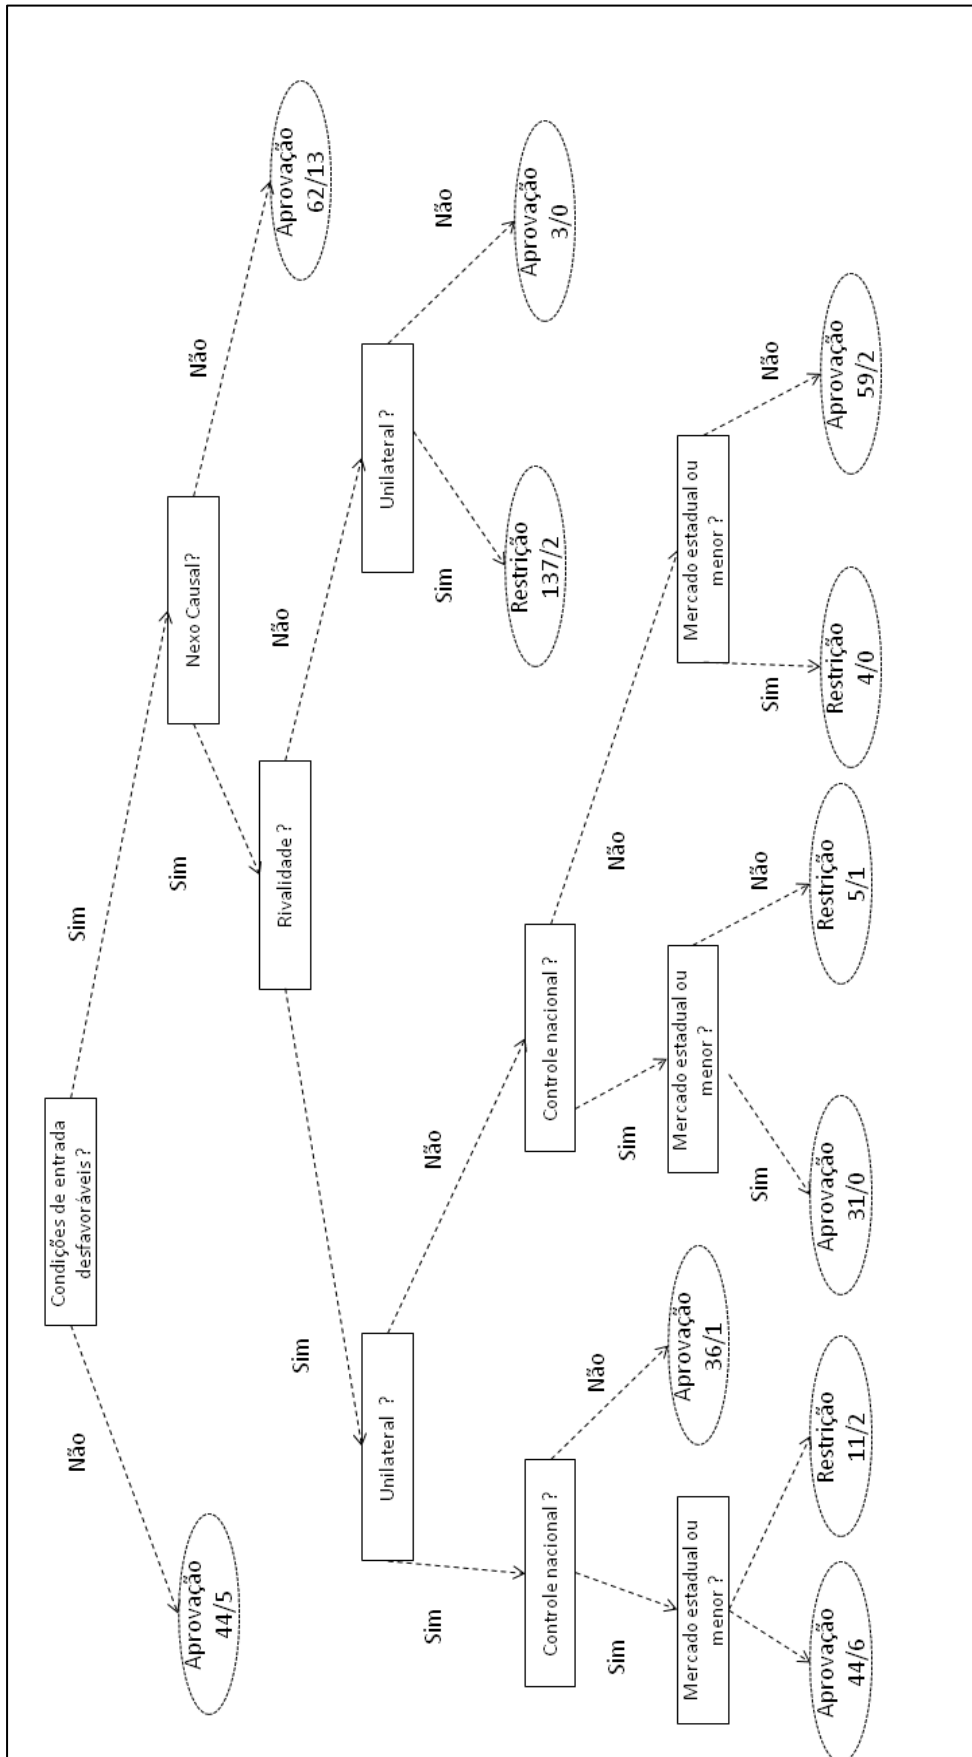 Condições de entrada
desfavoráveis ?
Não
Sim
Aprovação
44/5
Nexo Causal?
Sim
Não
Aprovação
62/13
Rivalidade ?
Sim
Não
Unilateral ?
Sim
Não
Unilateral ?
Sim
Não
Restrição
137/2
Aprovação
3/0
Controle nacional ?
Sim
Não
Controle nacional ?
Sim
Não
Aprovação
36/1
Mercado estadual ou
menor ?
Mercado estadual ou
menor ?
Sim
Não
Mercado estadual ou
menor ?
Sim
Não
Aprovação
44/6
Restrição
11/2
Aprovação
31/0
Restrição
5/1
Restrição
4/0
Aprovação
59/2